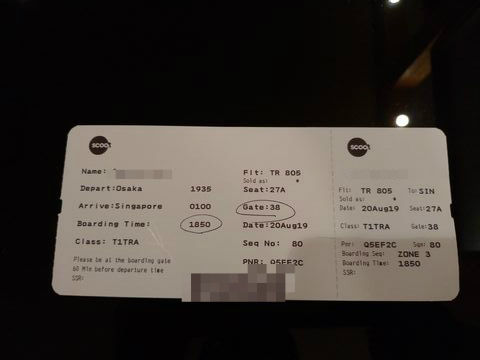 scoot
Name:
Depart:Osaka 1935
Arrive:Singapore 0100
Boarding Time: 1850
Class: T1TRA
Please be at the boarding gate
60 Min before departure time
SSR:
Flt: TR 805
Sold as: *
Seat:27A
Gate:38
Date:20Aug19
Seq No: 80
PNR: Q5EF2C
scoot
Flt: TR 805 To:SIN
Sold as: *
Date: 20Aug19 Seat:27A
Class: T1TRA Gate:38
Pnr: Q5EF2C Sqn: 80
Boarding Seq: ZONE 3
Boarding Time: 1850
SSR: